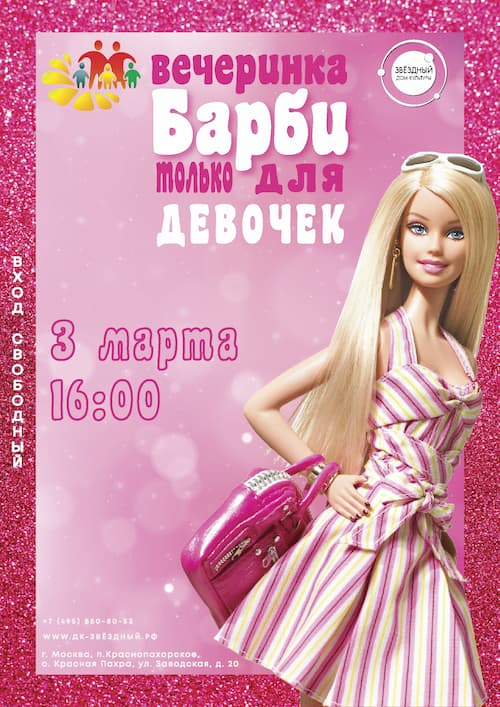 вечеринка
Барби
только для
девочек
ЗВЁЗДНЫЙ
ДОМ КУЛЬТУРЫ
3 марта
16:00
ВХОД СВОБОДНЫЙ
+7 (495) 850-80-53
WWW.ДК-ЗВЁЗДНЫЙ.РФ
г. Москва, п.Краснопахорское,
с. Красная Пахра, ул. Заводская, д. 20